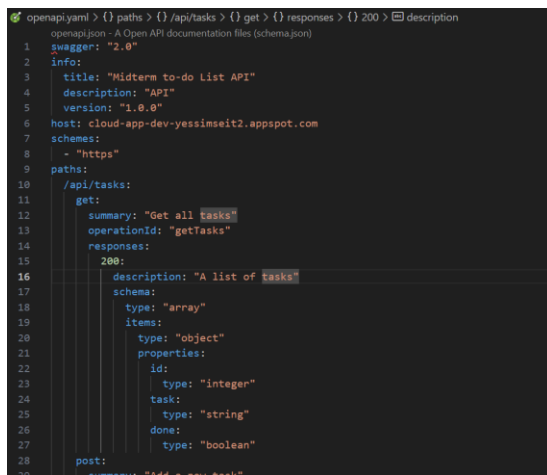 openapi.yaml > {} paths > {} /api/tasks > {} get > {} responses > {} 200 > description
openapi.json - A Open API documentation files (schema.json)
1 swagger: "2.0"
2 info:
3 title: "Midterm to-do List API"
4 description: "API"
5 version: "1.0.0"
6 host: cloud-app-dev-yessimseit2.appspot.com
7 schemes:
8 - "https"
9 paths:
10 /api/tasks:
11 get:
12 summary: "Get all tasks"
13 operationId: "getTasks"
14 responses:
15 200:
16 description: "A list of tasks"
17 schema:
18 type: "array"
19 items:
20 type: "object"
21 properties:
22 id:
23 type: "integer"
24 task:
25 type: "string"
26 done:
27 type: "boolean"
28 post:
29 summary: "Add a new task"